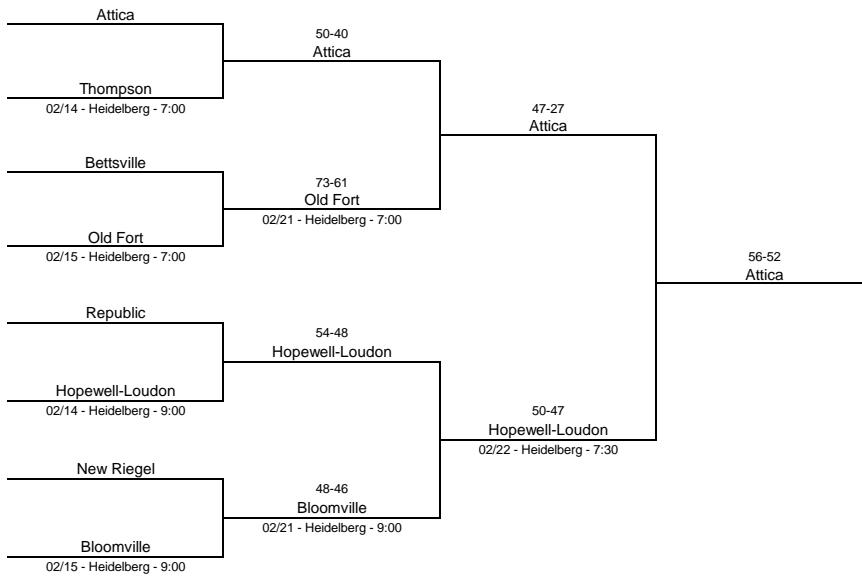 Attica
Thompson
02/14 - Heidelberg - 7:00
Bettsville
Old Fort
02/15 - Heidelberg - 7:00
Republic
Hopewell-Loudon
02/14 - Heidelberg - 9:00
New Riegel
Bloomville
02/15 - Heidelberg - 9:00
50-40
Attica
73-61
Old Fort
02/21 - Heidelberg - 7:00
54-48
Hopewell-Loudon
48-46
Bloomville
02/21 - Heidelberg - 9:00
47-27
Attica
50-47
Hopewell-Loudon
02/22 - Heidelberg - 7:30
56-52
Attica